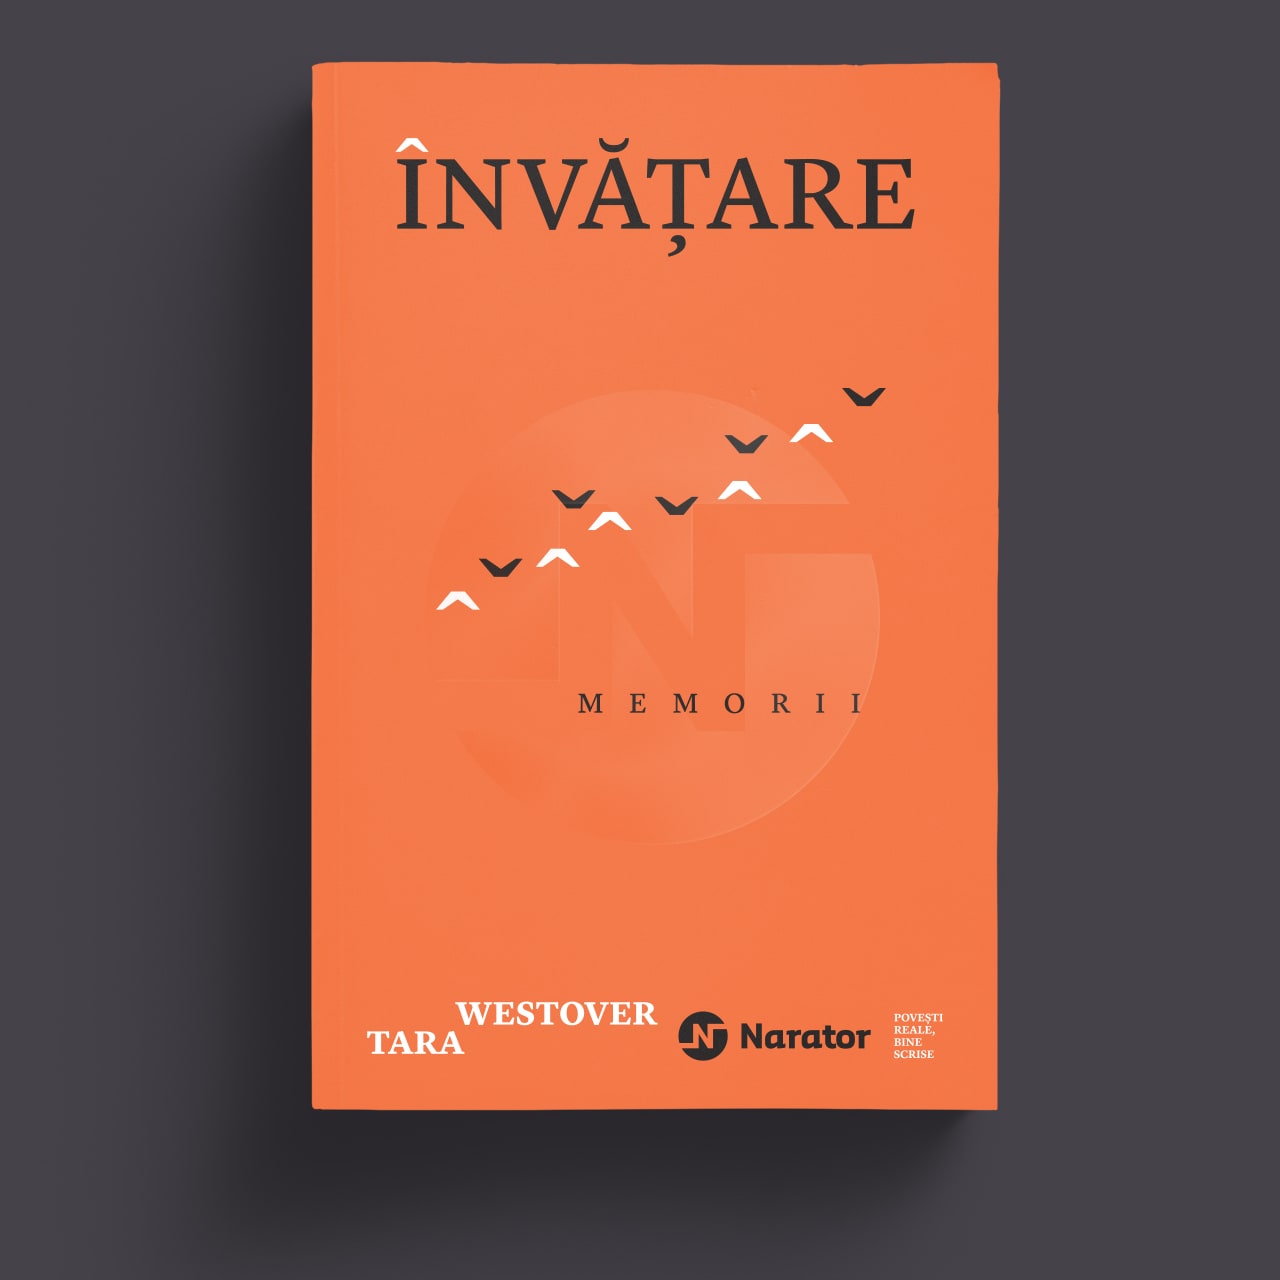 ÎNVĂȚARE
MEMORII
TARA WESTOVER
Narator
POVEȘTI
REALE,
BINE
SCRISE